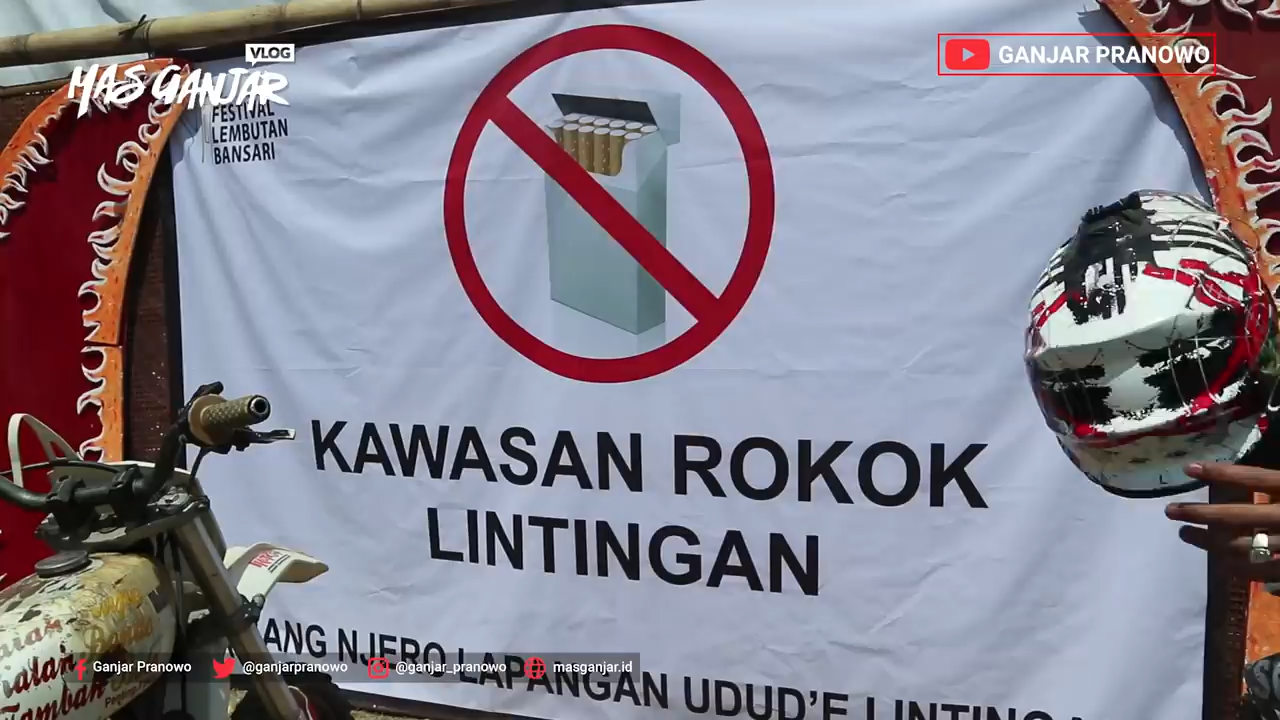 VLOG
MAS GANJAR
GANJAR PRANOWO
FESTIVAL
LEMBUTAN
BANSARI
KAWASAN ROKOK
LINTINGAN
NJERO LAPANGAN UDUD'E
Ganjar Pranowo
@ganjarpranowo
@ganjar_pranowo
masganjar.id